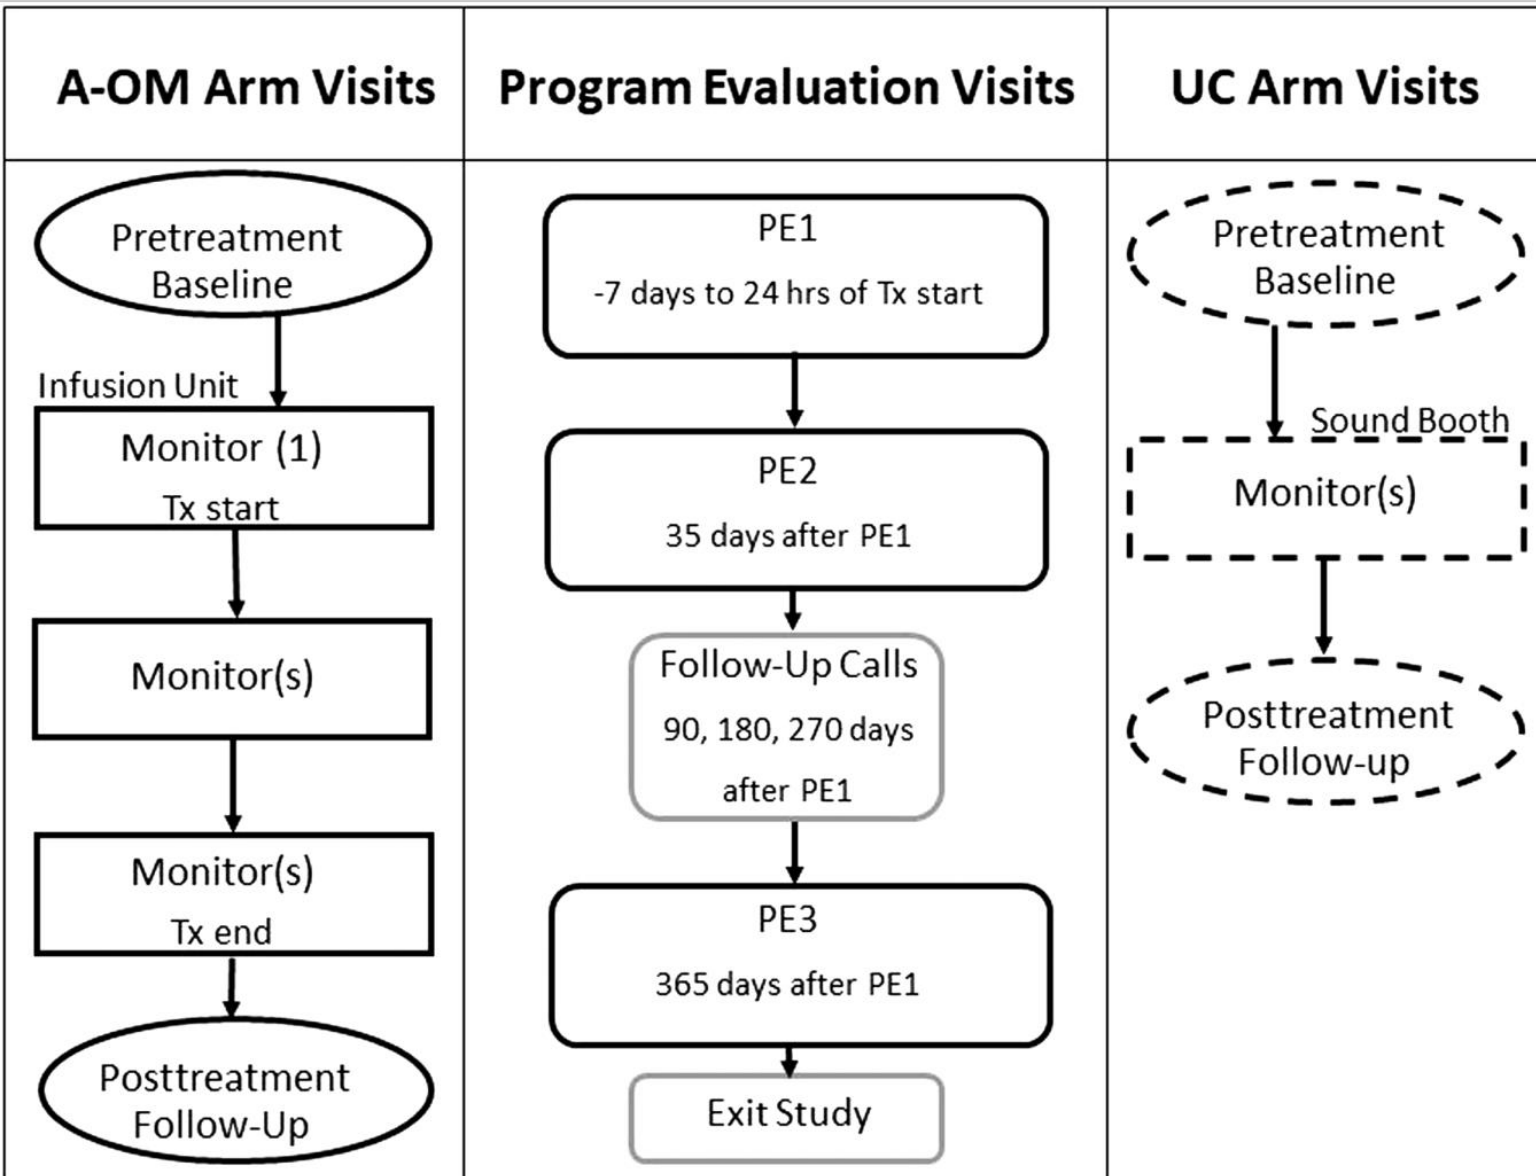 A-OM Arm Visits
Program Evaluation Visits
UC Arm Visits
Pretreatment
Baseline
Infusion Unit
Monitor (1)
Tx start
Monitor(s)
Monitor(s)
Tx end
Posttreatment
Follow-Up
PE1
-7 days to 24 hrs of Tx start
PE2
35 days after PE1
Follow-Up Calls
90, 180, 270 days
after PE1
PE3
365 days after PE1
Exit Study
Pretreatment
Baseline
Sound Booth
Monitor(s)
Posttreatment
Follow-up